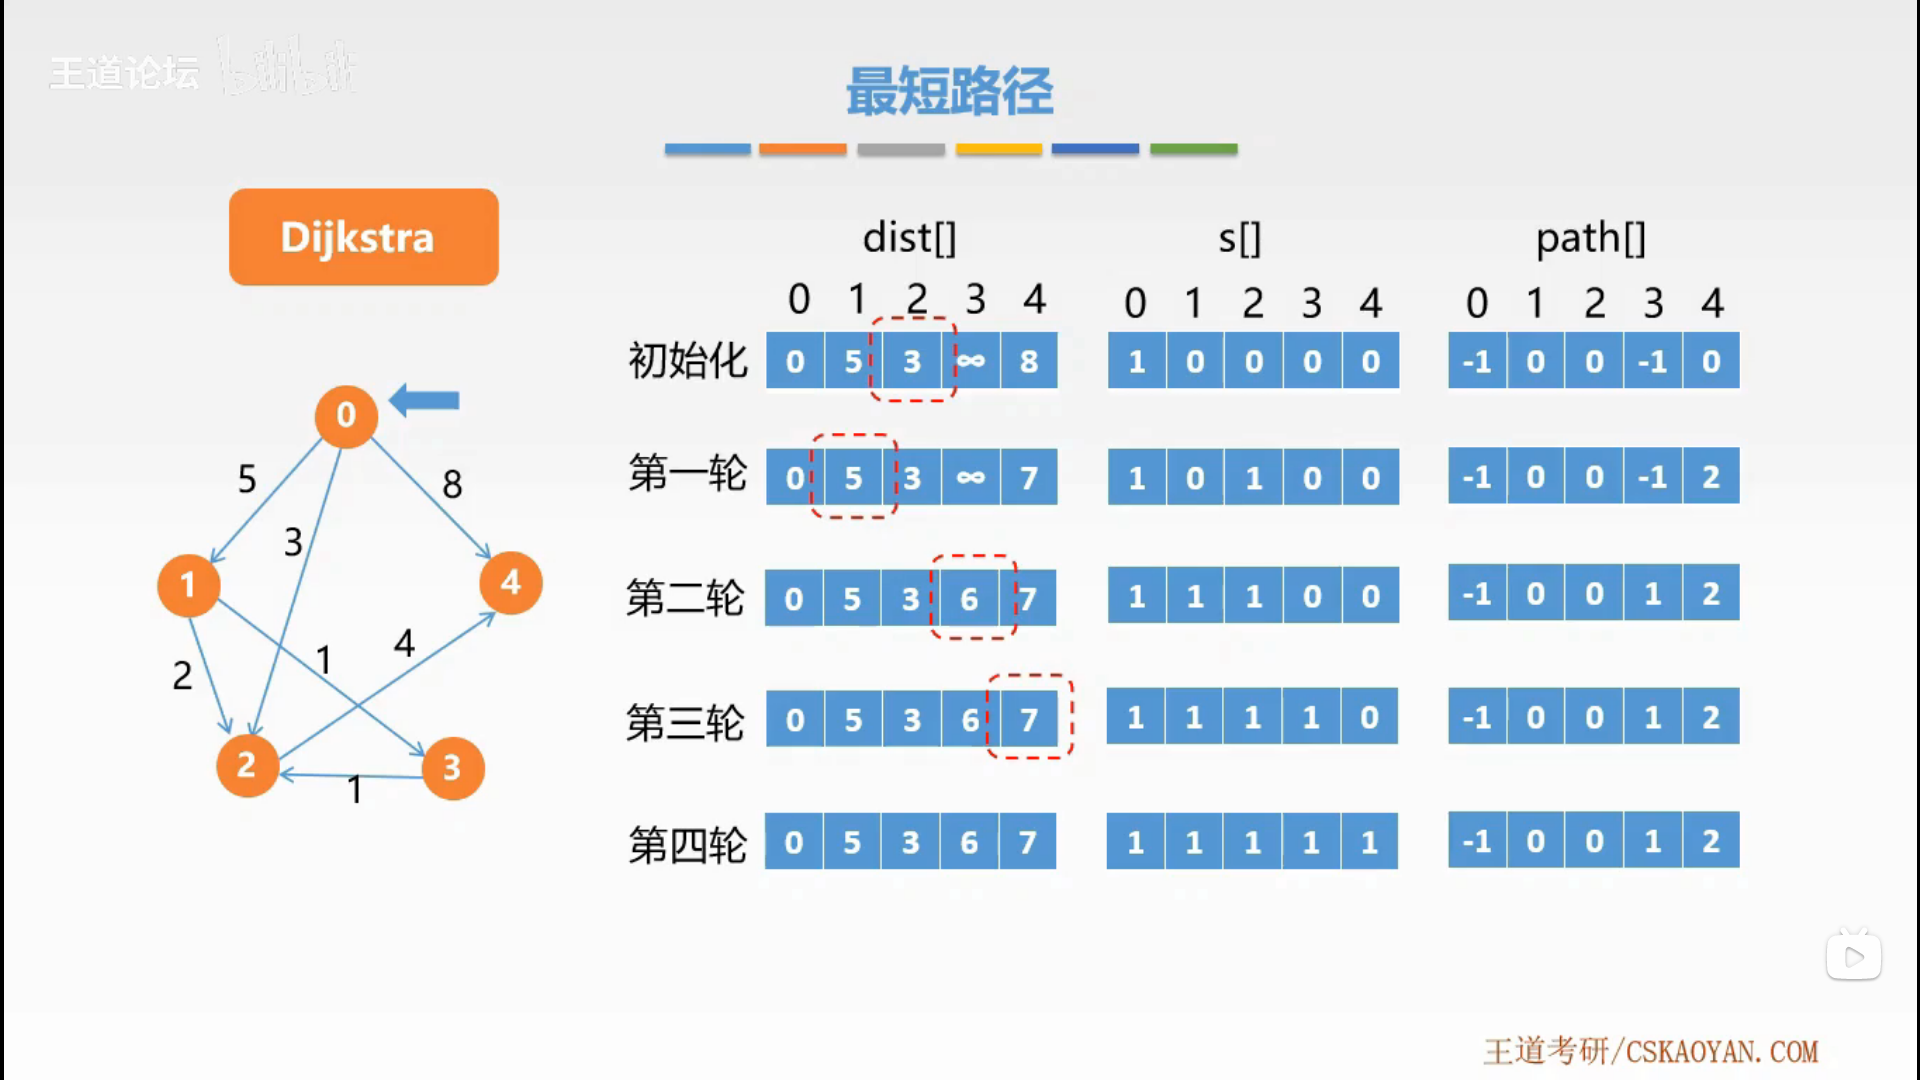 王道论坛 bilibili
最短路径
Dijkstra
dist[] s[] path[]
0 1 2 3 4 0 1 2 3 4 0 1 2 3 4
初始化 0 5 3 ∞ 8 1 0 0 0 0 -1 0 0 -1 0
第一轮 0 5 3 ∞ 7 1 0 1 0 0 -1 0 0 -1 2
第二轮 0 5 3 6 7 1 1 1 0 0 -1 0 0 1 2
第三轮 0 5 3 6 7 1 1 1 1 0 -1 0 0 1 2
第四轮 0 5 3 6 7 1 1 1 1 1 -1 0 0 1 2
0
5 8
3
1 4
2 1 4
2 3
1
王道考研/CSKAOYAN.COM